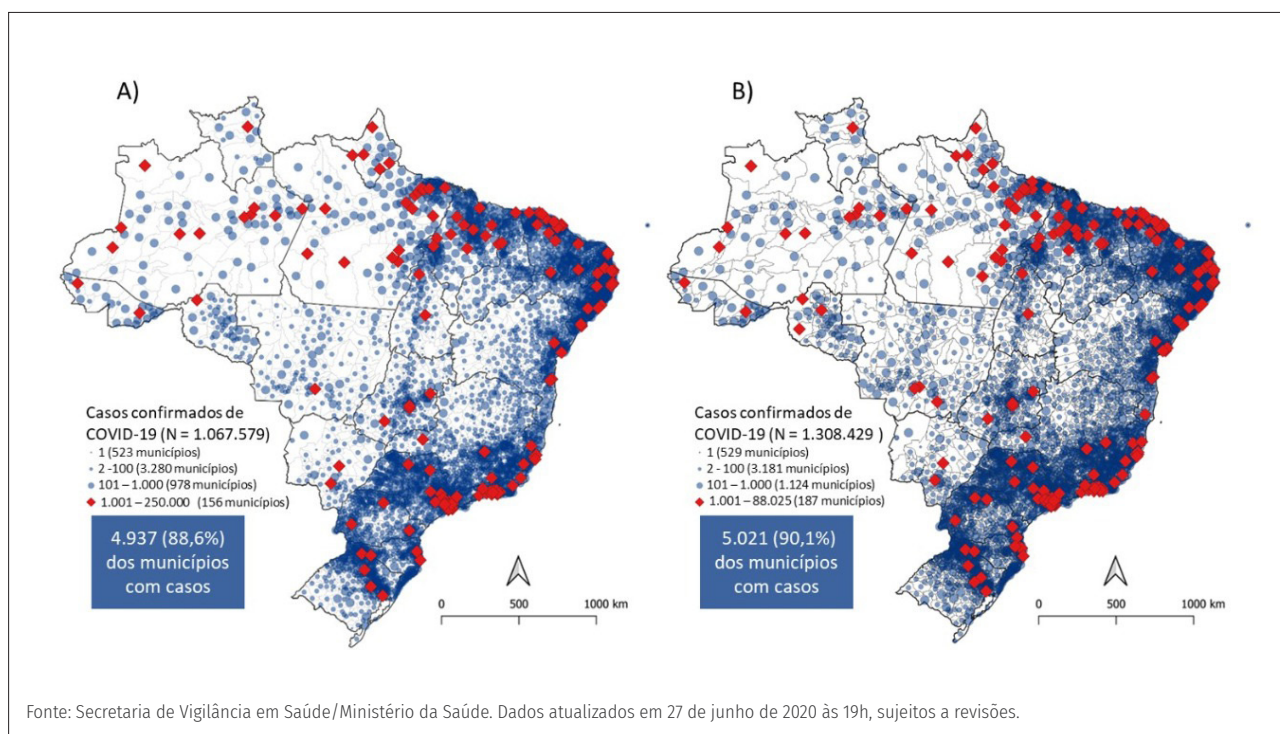 A)
Casos confirmados de
COVID-19 (N = 1.067.579)
1 (523 municípios)
2 -100 (3.280 municípios)
101 – 1.000 (978 municípios)
1.001 – 250.000 (156 municípios)
4.937 (88,6%)
dos municípios
com casos
0 500 1000 km
B)
Casos confirmados de
COVID-19 (N = 1.308.429 )
1 (529 municípios)
2 - 100 (3.181 municípios)
101 – 1.000 (1.124 municípios)
1.001 – 88.025 (187 municípios)
5.021 (90,1%)
dos municípios
com casos
0 500 1000 km
Fonte: Secretaria de Vigilância em Saúde/Ministério da Saúde. Dados atualizados em 27 de junho de 2020 às 19h, sujeitos a revisões.